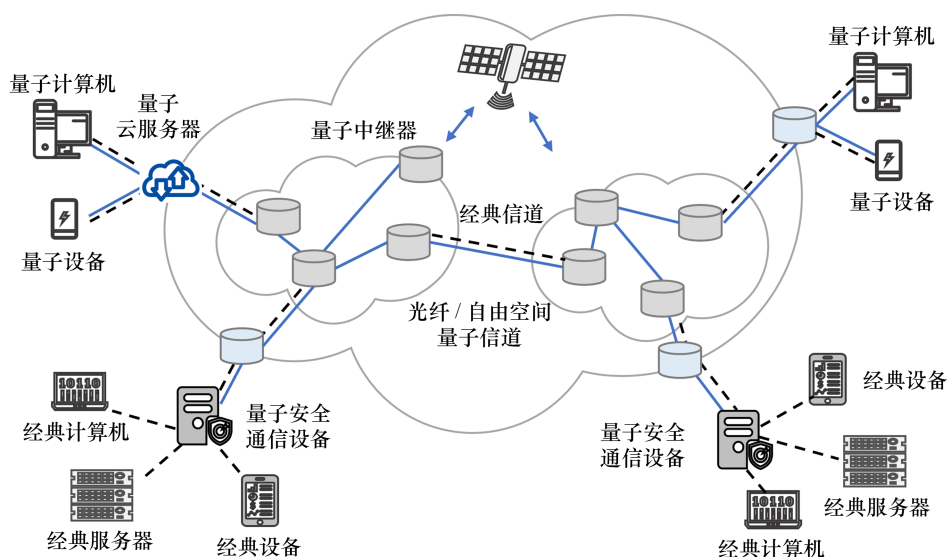 量子计算机
量子计算机
量子
云服务器
量子中继器
量子设备
经典信道
量子设备
光纤 / 自由空间
量子信道
10110
经典计算机
量子安全
通信设备
经典设备
量子安全
通信设备
经典服务器
经典设备
10110
经典服务器
经典计算机